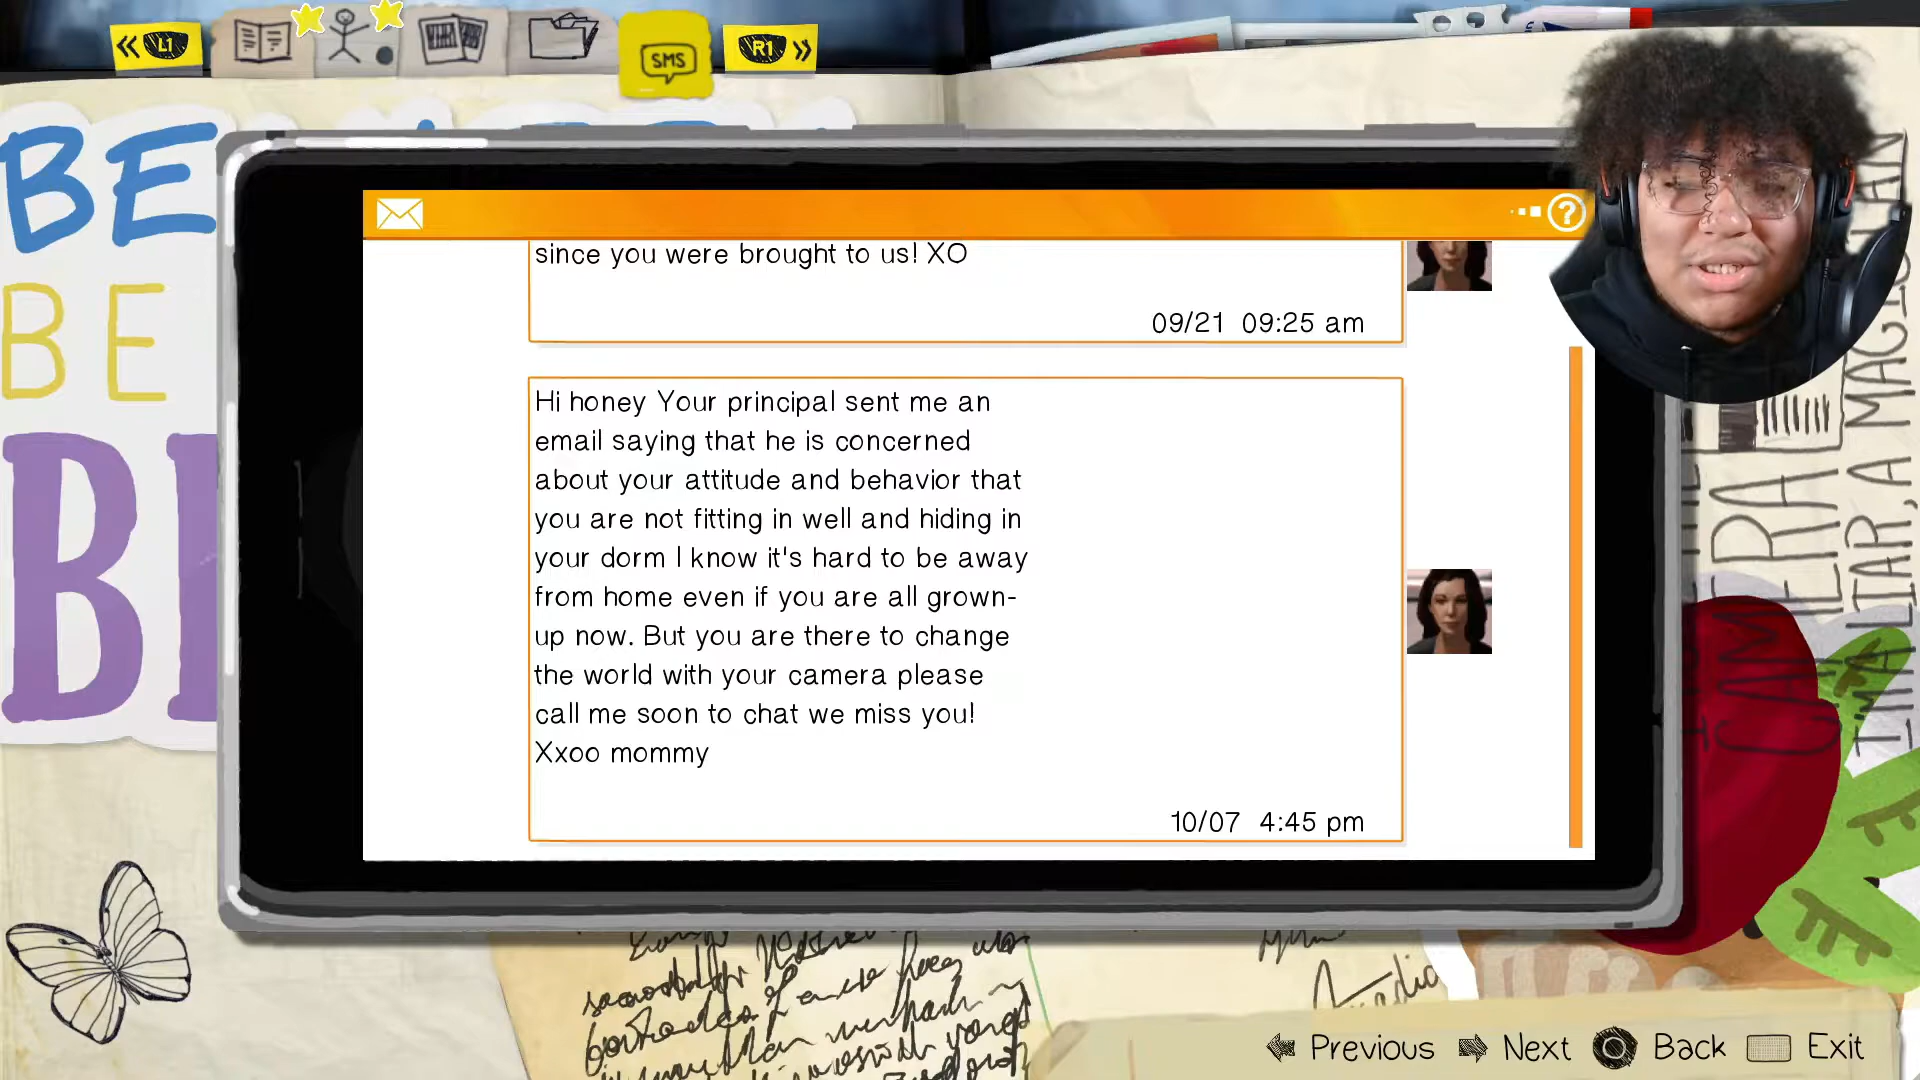 L1
SMS
R1
BE
BE
since you were brought to us! XO
09/21 09:25 am
Hi honey Your principal sent me an
email saying that he is concerned
about your attitude and behavior that
you are not fitting in well and hiding in
your dorm I know it's hard to be away
from home even if you are all grown-
up now. But you are there to change
the world with your camera please
call me soon to chat we miss you!
Xxoo mommy
10/07 4:45 pm
CAMERA
I'M A LIAR, A MAGICIAN
Previous
Next
Back
Exit